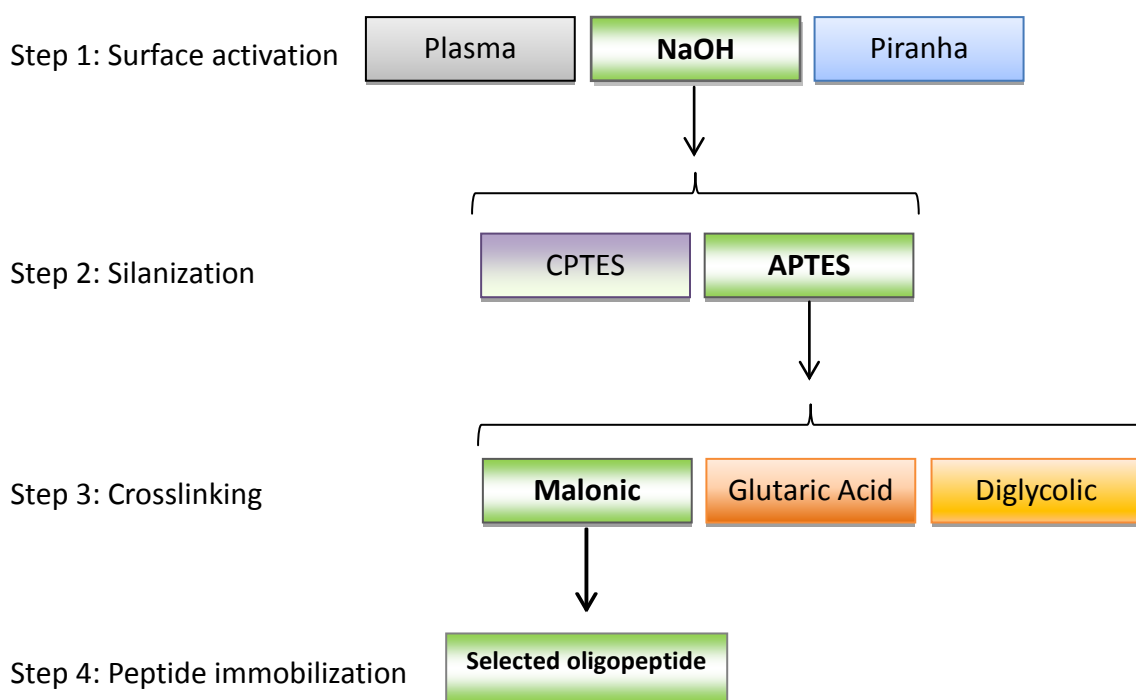 Step 1: Surface activation
Plasma
NaOH
Piranha
Step 2: Silanization
CPTES
APTES
Step 3: Crosslinking
Malonic
Glutaric Acid
Diglycolic
Step 4: Peptide immobilization
Selected oligopeptide